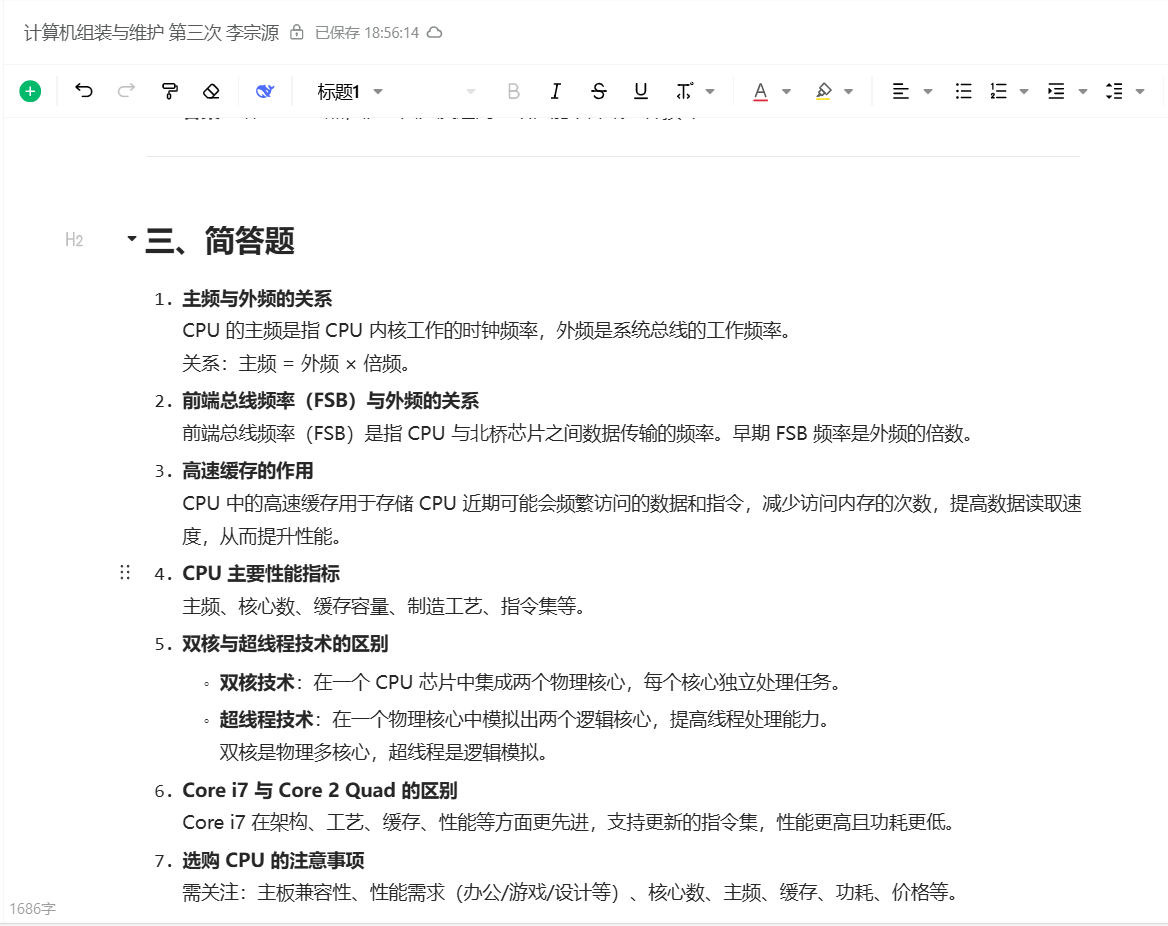 计算机组装与维护 第三次 李宗源 已保存 18:56:14
标题1 B I S U T A
H2 三、简答题
1. 主频与外频的关系
CPU 的主频是指 CPU 内核工作的时钟频率，外频是系统总线的工作频率。
关系：主频 = 外频 × 倍频。
2. 前端总线频率（FSB）与外频的关系
前端总线频率（FSB）是指 CPU 与北桥芯片之间数据传输的频率。早期 FSB 频率是外频的倍数。
3. 高速缓存的作用
CPU 中的高速缓存用于存储 CPU 近期可能会频繁访问的数据和指令，减少访问内存的次数，提高数据读取速
度，从而提升性能。
4. CPU 主要性能指标
主频、核心数、缓存容量、制造工艺、指令集等。
5. 双核与超线程技术的区别
◦ 双核技术：在一个 CPU 芯片中集成两个物理核心，每个核心独立处理任务。
◦ 超线程技术：在一个物理核心中模拟出两个逻辑核心，提高线程处理能力。
双核是物理多核心，超线程是逻辑模拟。
6. Core i7 与 Core 2 Quad 的区别
Core i7 在架构、工艺、缓存、性能等方面更先进，支持更新的指令集，性能更高且功耗更低。
7. 选购 CPU 的注意事项
需关注：主板兼容性、性能需求（办公/游戏/设计等）、核心数、主频、缓存、功耗、价格等。
1686字